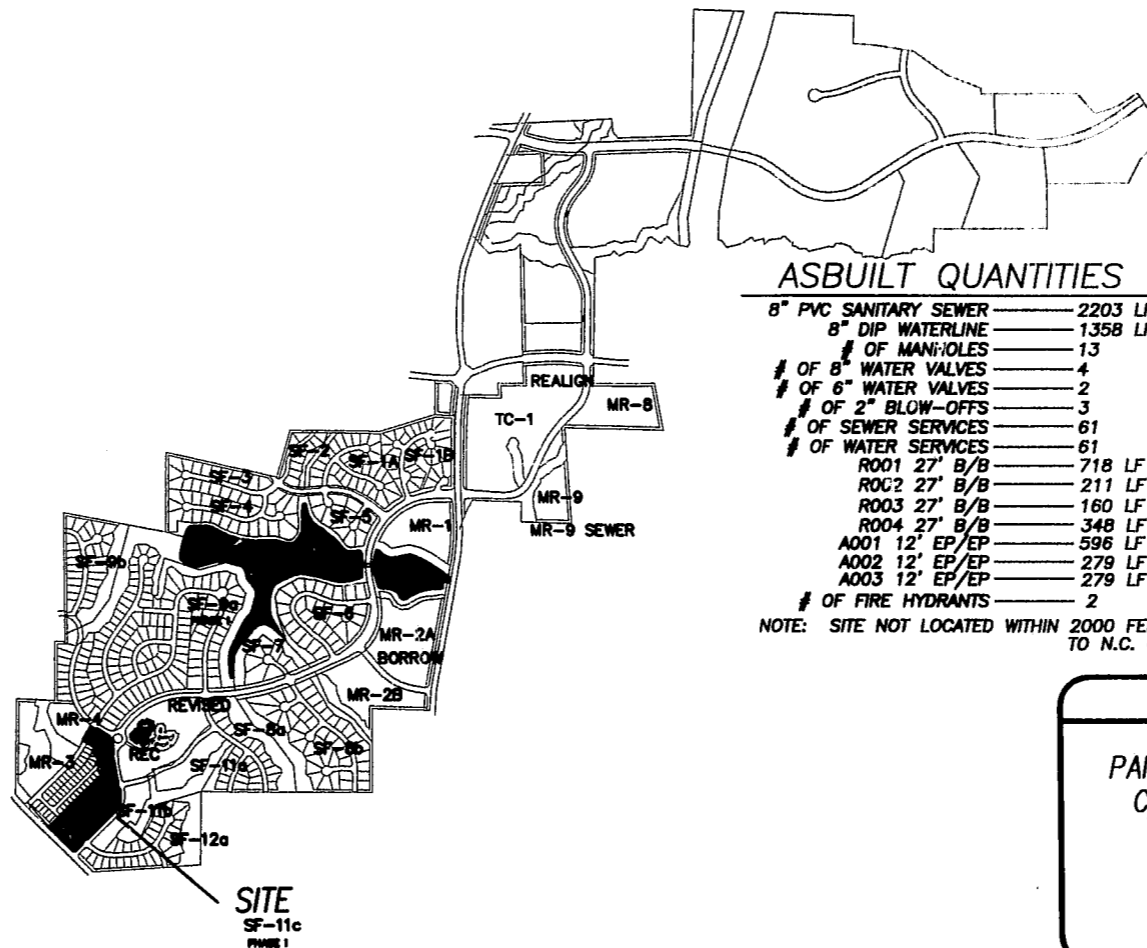 ASBUILT QUANTITIES
8" PVC SANITARY SEWER 2203 LF
8" DIP WATERLINE 1358 LF
# OF MANHOLES 13
# OF 8" WATER VALVES 4
# OF 6" WATER VALVES 2
# OF 2" BLOW-OFFS 3
# OF SEWER SERVICES 61
# OF WATER SERVICES 61
R001 27' B/B 718 LF
R002 27' B/B 211 LF
R003 27' B/B 160 LF
R004 27' B/B 348 LF
A001 12' EP/EP 596 LF
A002 12' EP/EP 279 LF
A003 12' EP/EP 279 LF
# OF FIRE HYDRANTS 2
NOTE: SITE NOT LOCATED WITHIN 2000 FE
TO N.C.
REALIGN
MR-8
TC-1
SF-2
SF-1A
SF-1B
SF-3
SF-4
SF-5
MR-1
MR-9
MR-9 SEWER
SF-9b
SF-9a
SF-6
SF-7
MR-2A
BORROW
MR-2B
REVISED
MR-4
REC
SF-8a
SF-8b
MR-3
SF-11a
SF-11b
SF-12a
SITE
SF-11c
PHASE 1
PA
C